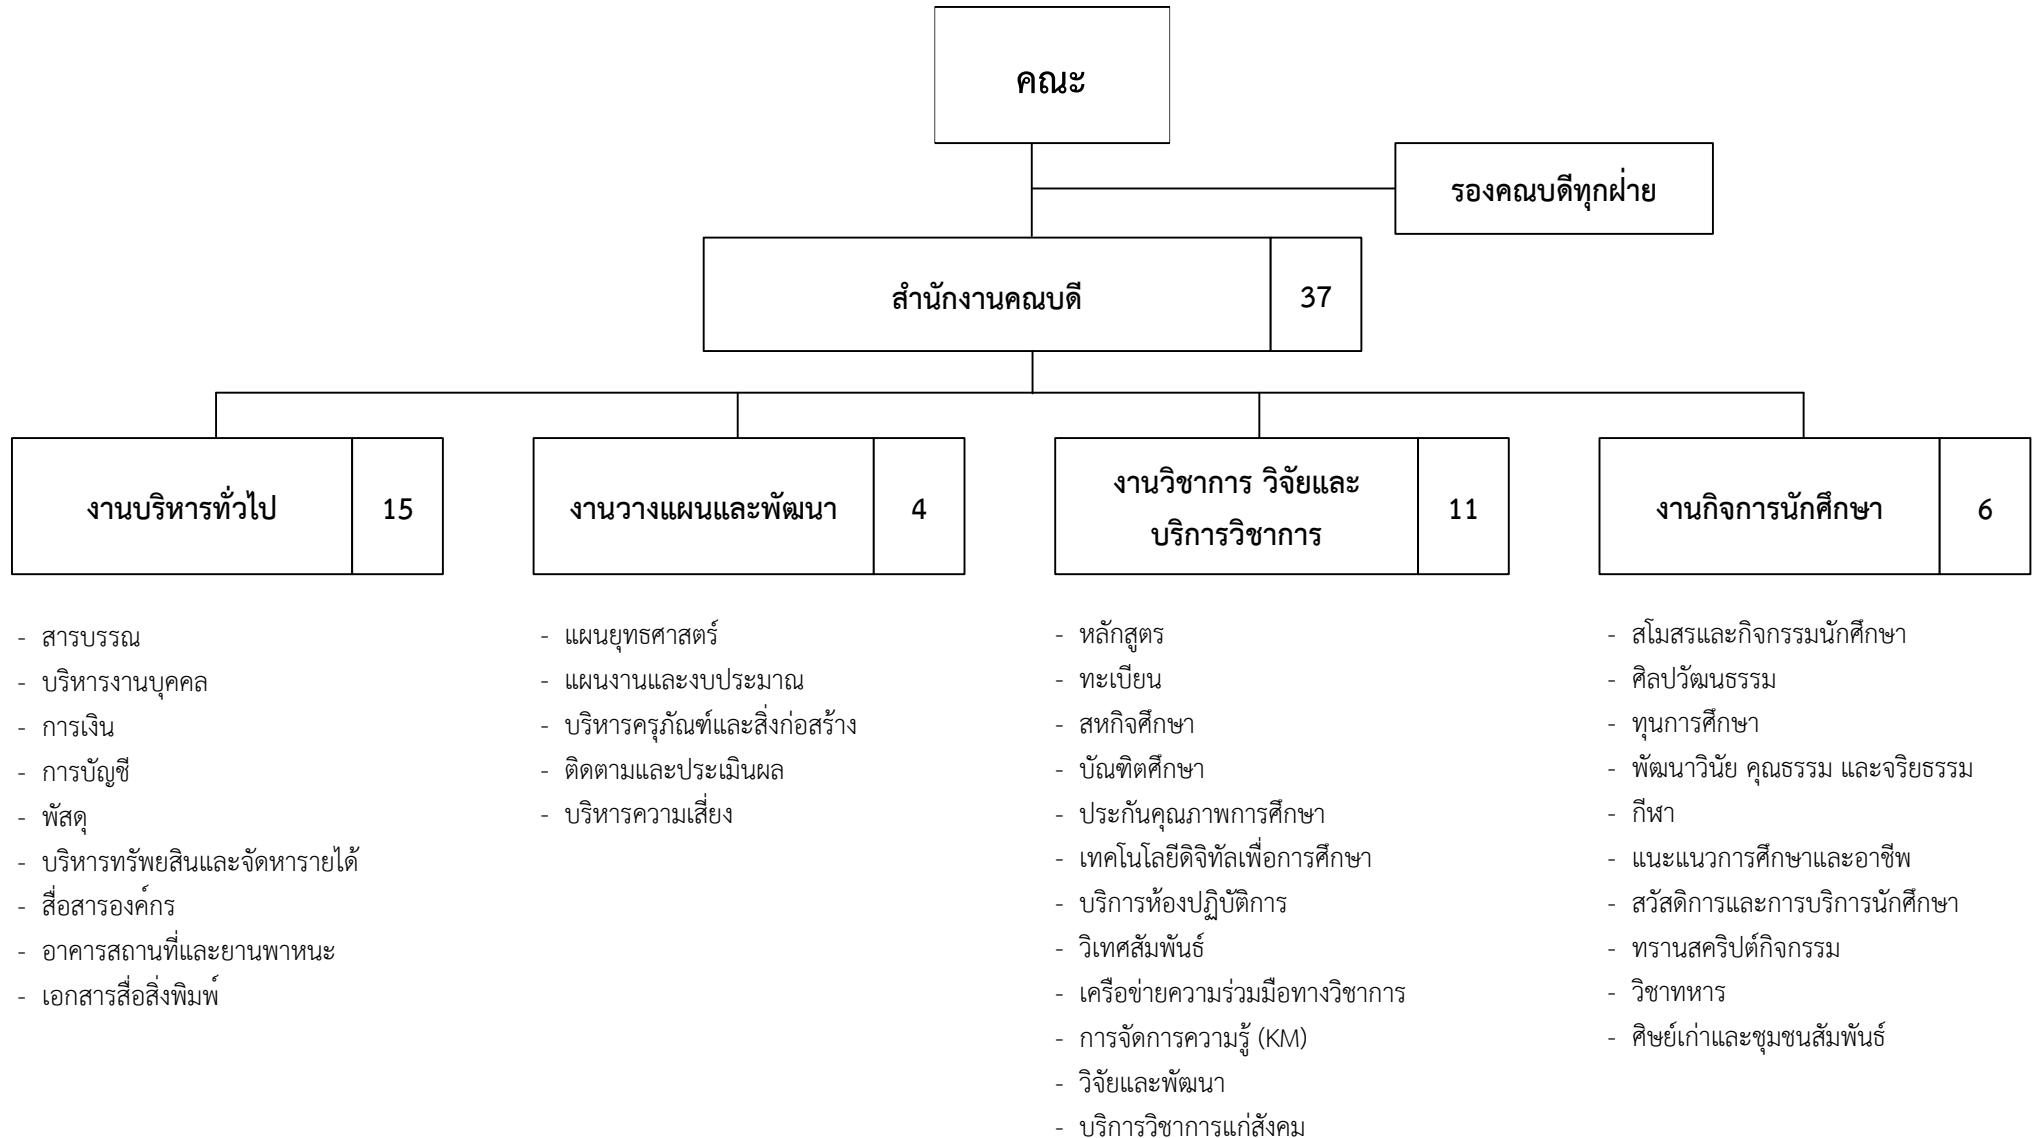 คณะ
รองคณบดีทุกฝ่าย
สำนักงานคณบดี
37
งานบริหารทั่วไป
15
งานวางแผนและพัฒนา
4
งานวิชาการ วิจัยและ
บริการวิชาการ
11
งานกิจการนักศึกษา
6
- สารบรรณ
- บริหารงานบุคคล
- การเงิน
- การบัญชี
- พัสดุ
- บริหารทรัพยสินและจัดหารายได้
- สื่อสารองค์กร
- อาคารสถานที่และยานพาหนะ
- เอกสารสื่อสิ่งพิมพ์
- แผนยุทธศาสตร์
- แผนงานและงบประมาณ
- บริหารครุภัณฑ์และสิ่งก่อสร้าง
- ติดตามและประเมินผล
- บริหารความเสี่ยง
- หลักสูตร
- ทะเบียน
- สหกิจศึกษา
- บัณฑิตศึกษา
- ประกันคุณภาพการศึกษา
- เทคโนโลยีดิจิทัลเพื่อการศึกษา
- บริการห้องปฏิบัติการ
- วิเทศสัมพันธ์
- เครือข่ายความร่วมมือทางวิชาการ
- การจัดการความรู้ (KM)
- วิจัยและพัฒนา
- บริการวิชาการแก่สังคม
- สโมสรและกิจกรรมนักศึกษา
- ศิลปวัฒนธรรม
- ทุนการศึกษา
- พัฒนาวินัย คุณธรรม และจริยธรรม
- กีฬา
- แนะแนวการศึกษาและอาชีพ
- สวัสดิการและการบริการนักศึกษา
- ทรานสคริปต์กิจกรรม
- วิชาทหาร
- ศิษย์เก่าและชุมชนสัมพันธ์